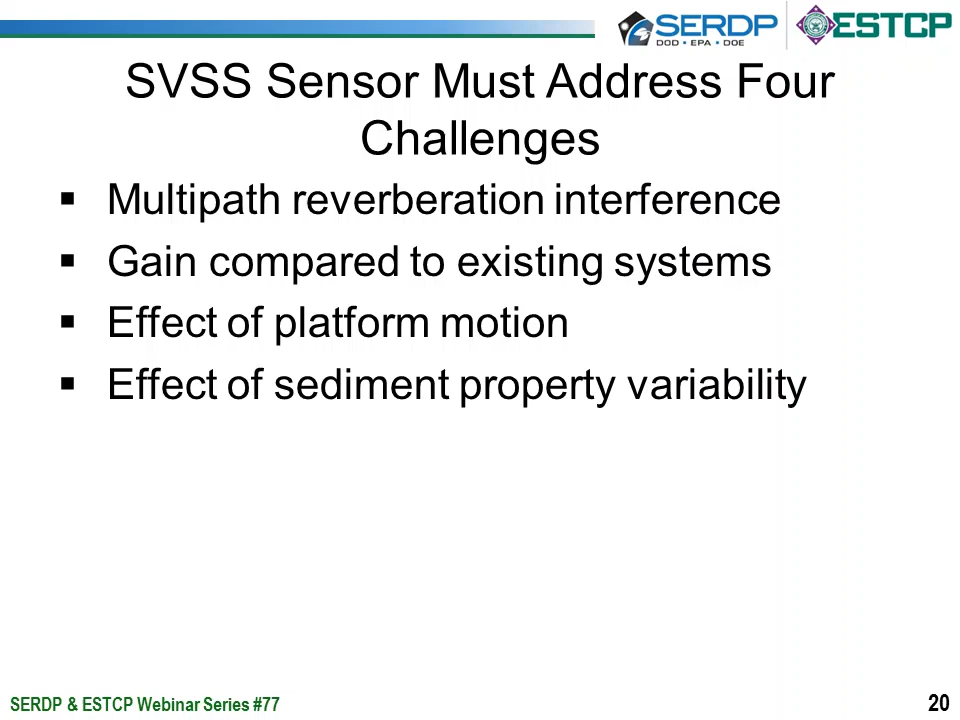 SERDP
DOD • EPA • DOE
ESTCP
SVSS Sensor Must Address Four
Challenges
▪ Multipath reverberation interference
▪ Gain compared to existing systems
▪ Effect of platform motion
▪ Effect of sediment property variability
SERDP & ESTCP Webinar Series #77
20